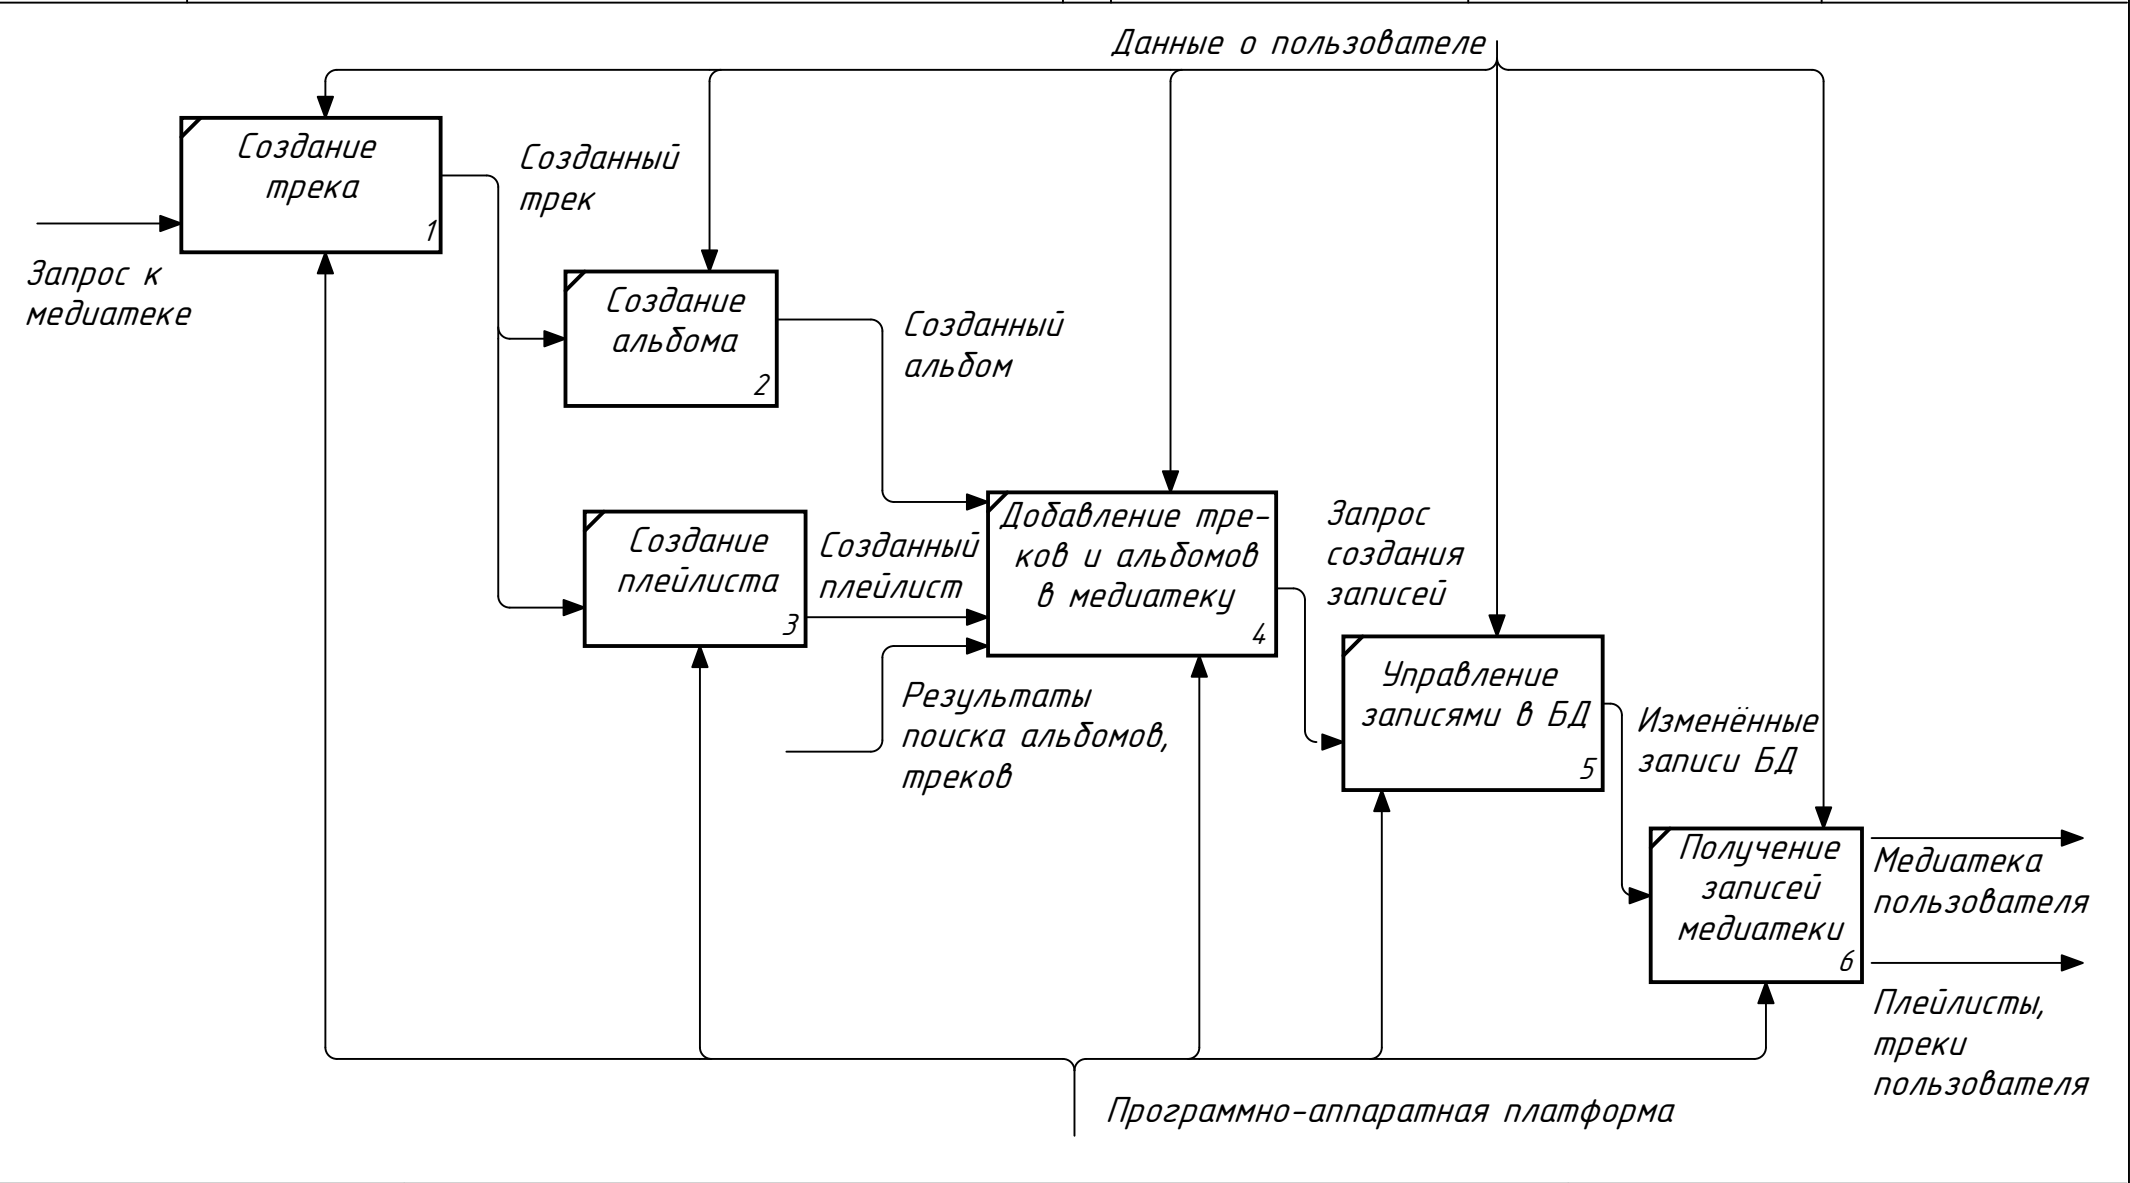 Данные о пользователе
Создание
трека
1
Созданный
трек
Запрос к
медиатеке
Создание
альбома
2
Созданный
альбом
Создание
плейлиста
3
Созданный
плейлист
Добавление тре-
ков и альбомов
в медиатеку
4
Запрос
создания
записей
Результаты
поиска альбомов,
треков
Управление
записями в БД
5
Изменённые
записи БД
Получение
записей
медиатеки
6
Медиатека
пользователя
Плейлисты,
треки
пользователя
Программно-аппаратная платформа